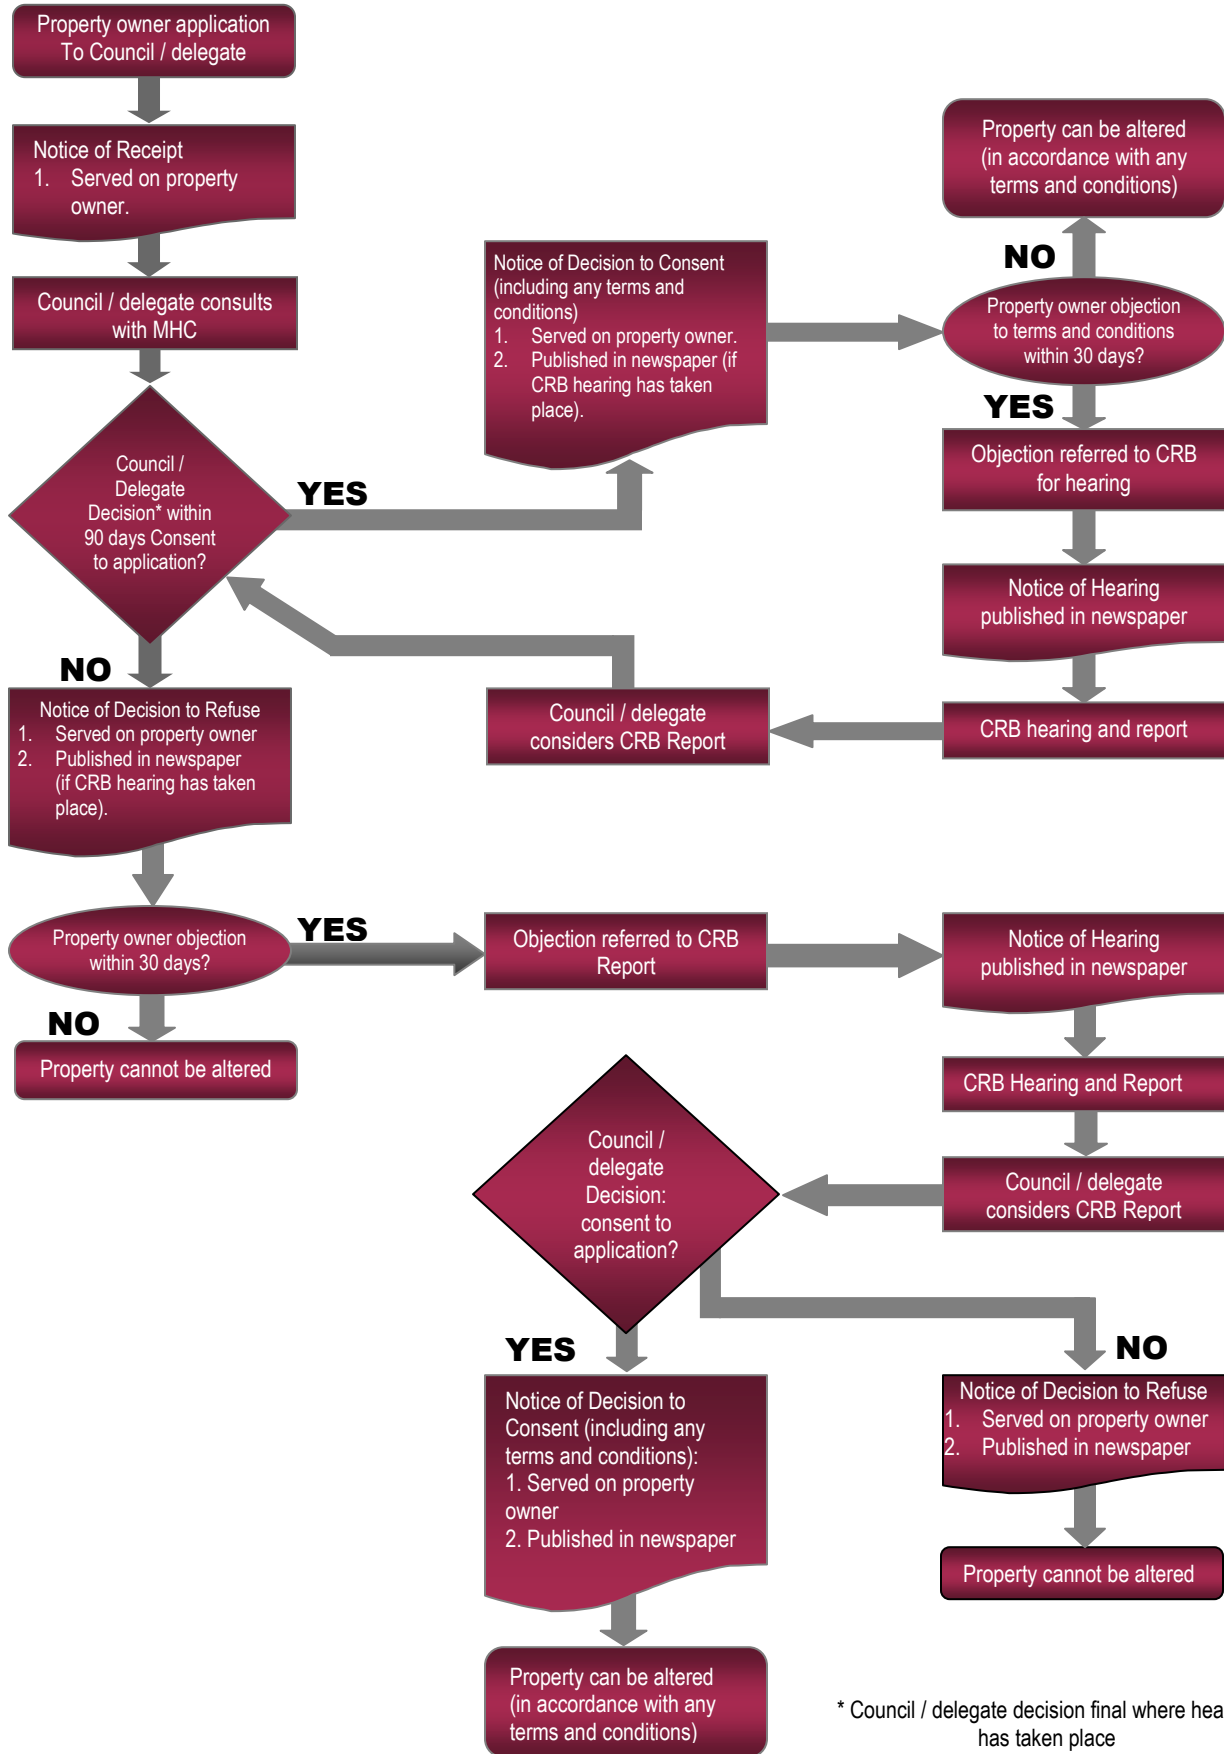 Property owner application
To Council / delegate
Notice of Receipt
1. Served on property
owner.
Council / delegate consults
with MHC
Council /
Delegate
Decision* within
90 days Consent
to application?
YES
NO
Notice of Decision to Consent
(including any terms and
conditions)
1. Served on property owner.
2. Published in newspaper (if
CRB hearing has taken
place).
Property can be altered
(in accordance with any
terms and conditions)
NO
Property owner objection
to terms and conditions
within 30 days?
YES
Objection referred to CRB
for hearing
Notice of Hearing
published in newspaper
CRB hearing and report
Council / delegate
considers CRB Report
Notice of Decision to Refuse
1. Served on property owner
2. Published in newspaper
(if CRB hearing has taken
place).
Property owner objection
within 30 days?
YES
NO
Property cannot be altered
Objection referred to CRB
Report
Notice of Hearing
published in newspaper
CRB Hearing and Report
Council / delegate
considers CRB Report
Council /
delegate
Decision:
consent to
application?
YES
NO
Notice of Decision to
Consent (including any
terms and conditions):
1. Served on property
owner
2. Published in newspaper
Notice of Decision to Refuse
1. Served on property owner
2. Published in newspaper
Property cannot be altered
Property can be altered
(in accordance with any
terms and conditions)
* Council / delegate decision final where hea
has taken place